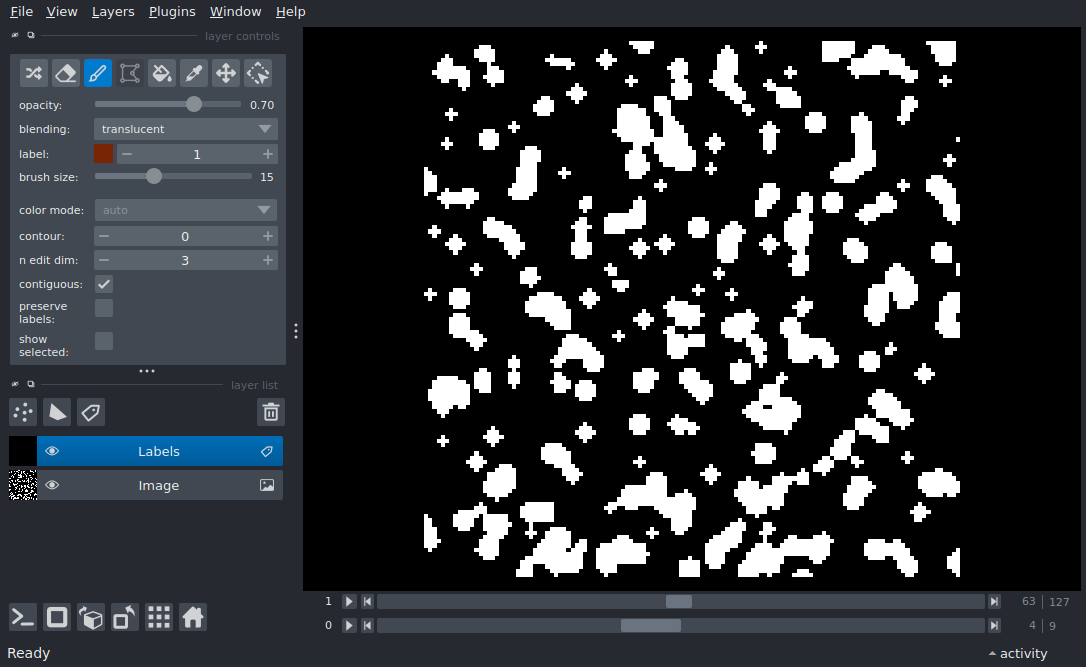 File View Layers Plugins Window Help
layer controls
opacity: 0.70
blending: translucent
label: 1
brush size: 15
color mode: auto
contour: 0
n edit dim: 3
contiguous:
preserve
labels:
show
selected:
layer list
Labels
Image
1 63 127
0 4 9
Ready activity